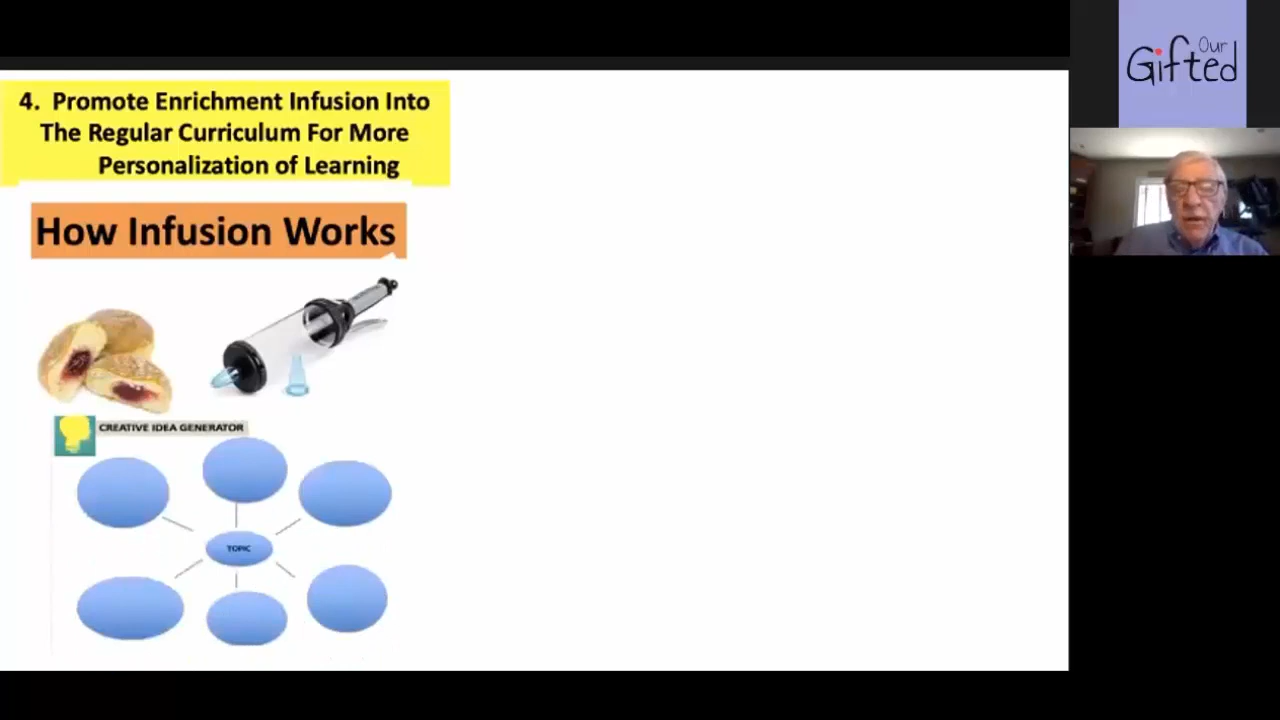 4. Promote Enrichment Infusion Into
The Regular Curriculum For More
Personalization of Learning
How Infusion Works
CREATIVE IDEA GENERATOR
TOPIC
Our
Gifted